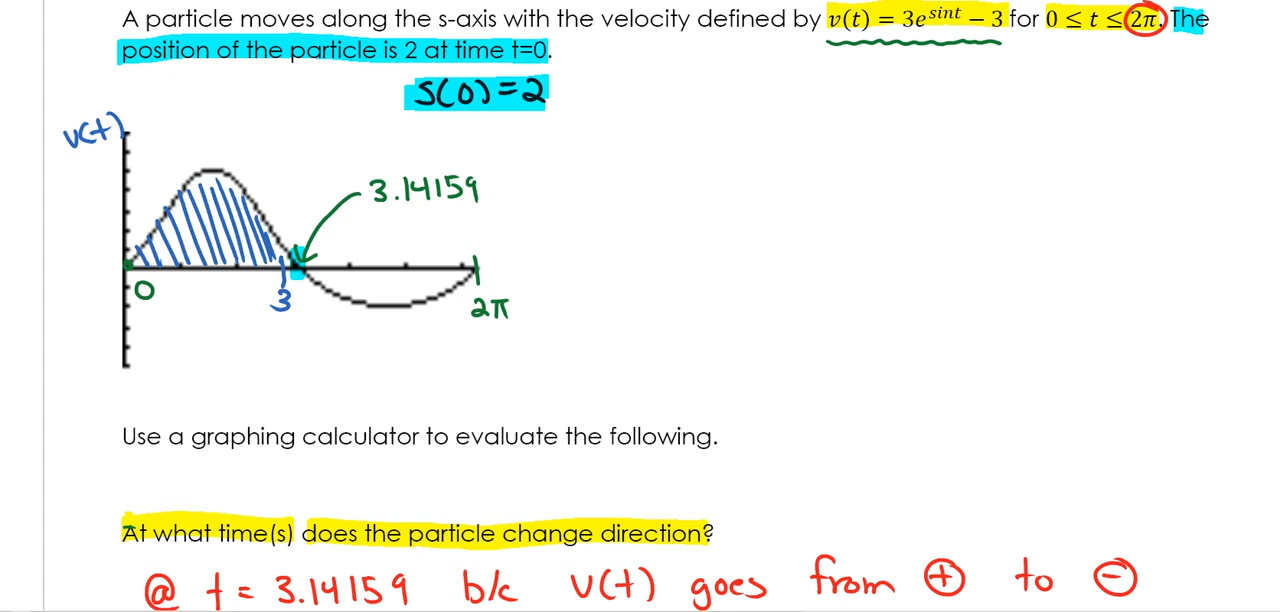 A particle moves along the s-axis with the velocity defined by v(t) = 3e^sint − 3 for 0 ≤ t ≤ 2π. The
position of the particle is 2 at time t=0.
S(0)=2
v(t)
3.14159
0
3
2π
Use a graphing calculator to evaluate the following.
At what time(s) does the particle change direction?
@ t = 3.14159 b/c V(t) goes from ⊕ to ⊖